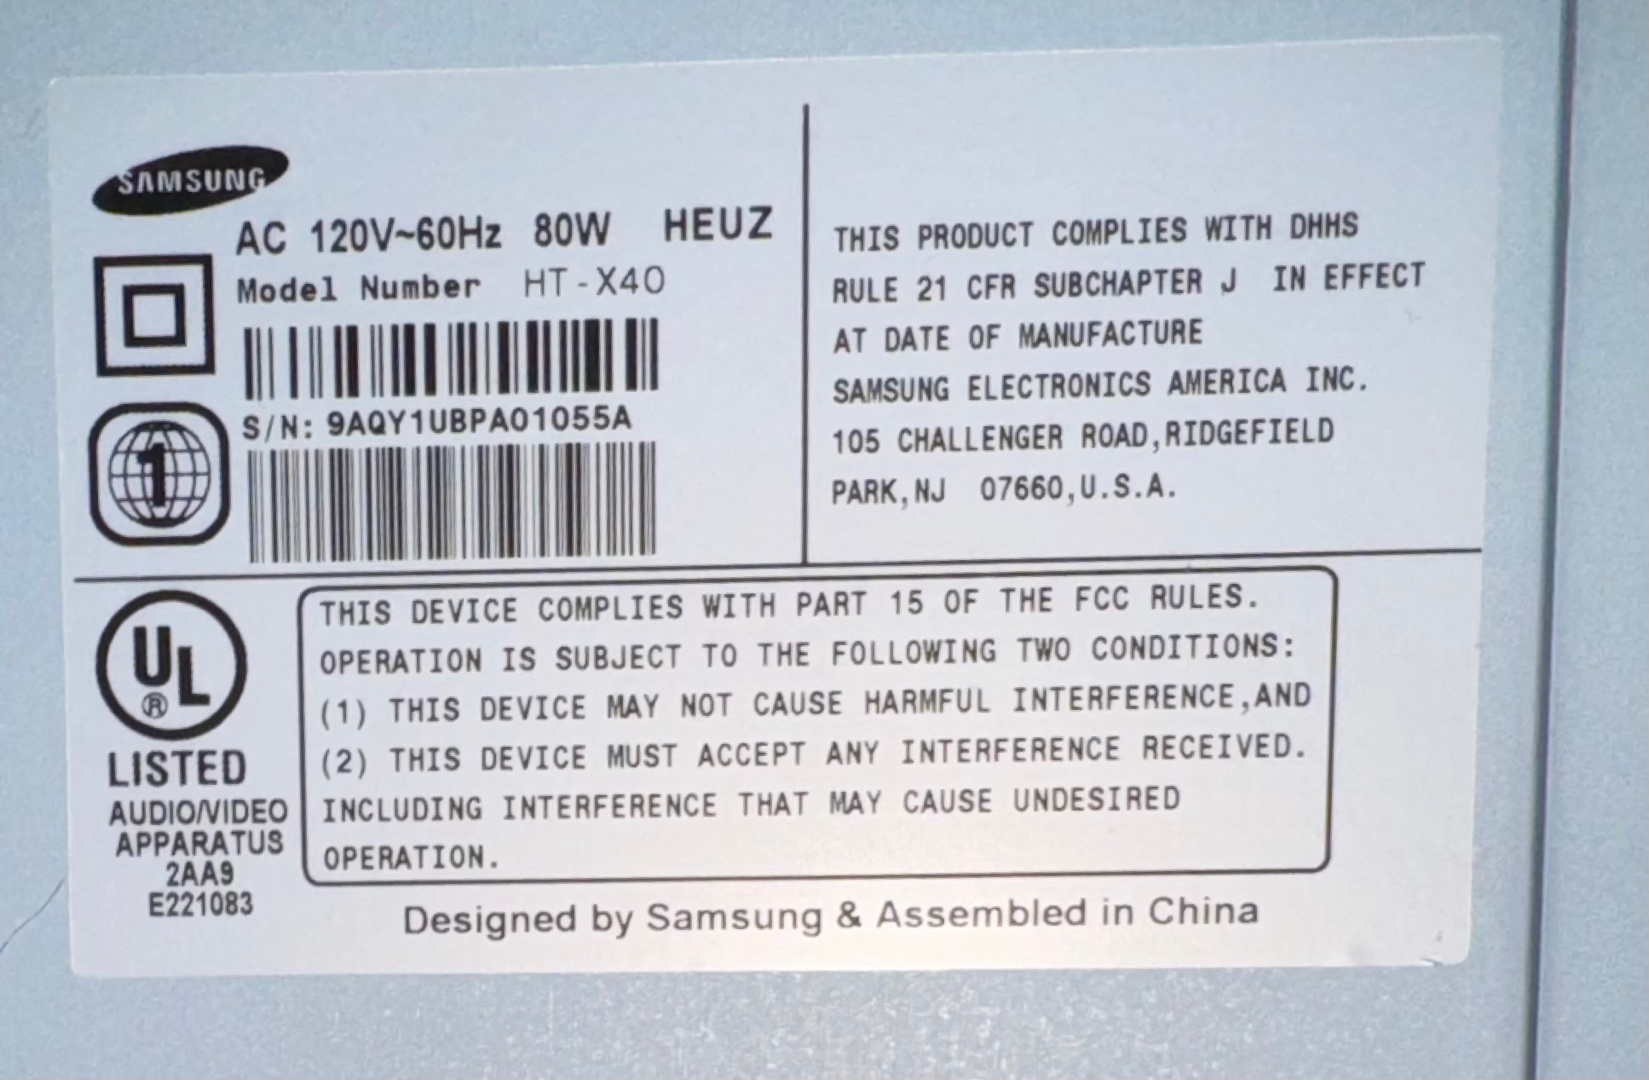 SAMSUNG
AC 120V~60Hz 80W HEUZ
Model Number HT-X40
S/N: 9AQY1UBPA01055A
1
THIS PRODUCT COMPLIES WITH DHHS
RULE 21 CFR SUBCHAPTER J IN EFFECT
AT DATE OF MANUFACTURE
SAMSUNG ELECTRONICS AMERICA INC.
105 CHALLENGER ROAD,RIDGEFIELD
PARK,NJ 07660,U.S.A.
UL
®
LISTED
AUDIO/VIDEO
APPARATUS
2AA9
E221083
THIS DEVICE COMPLIES WITH PART 15 OF THE FCC RULES.
OPERATION IS SUBJECT TO THE FOLLOWING TWO CONDITIONS:
(1) THIS DEVICE MAY NOT CAUSE HARMFUL INTERFERENCE,AND
(2) THIS DEVICE MUST ACCEPT ANY INTERFERENCE RECEIVED.
INCLUDING INTERFERENCE THAT MAY CAUSE UNDESIRED
OPERATION.
Designed by Samsung & Assembled in China